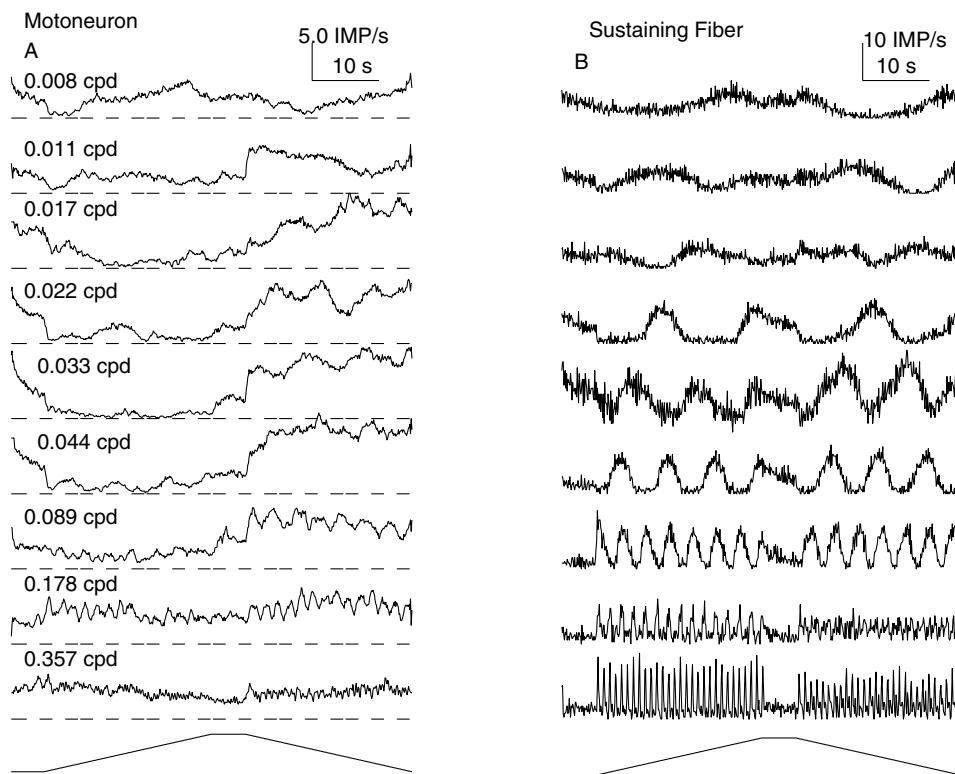 Motoneuron
A
5.0 IMP/s
10 s
0.008 cpd
0.011 cpd
0.017 cpd
0.022 cpd
0.033 cpd
0.044 cpd
0.089 cpd
0.178 cpd
0.357 cpd
Sustaining Fiber
B
10 IMP/s
10 s